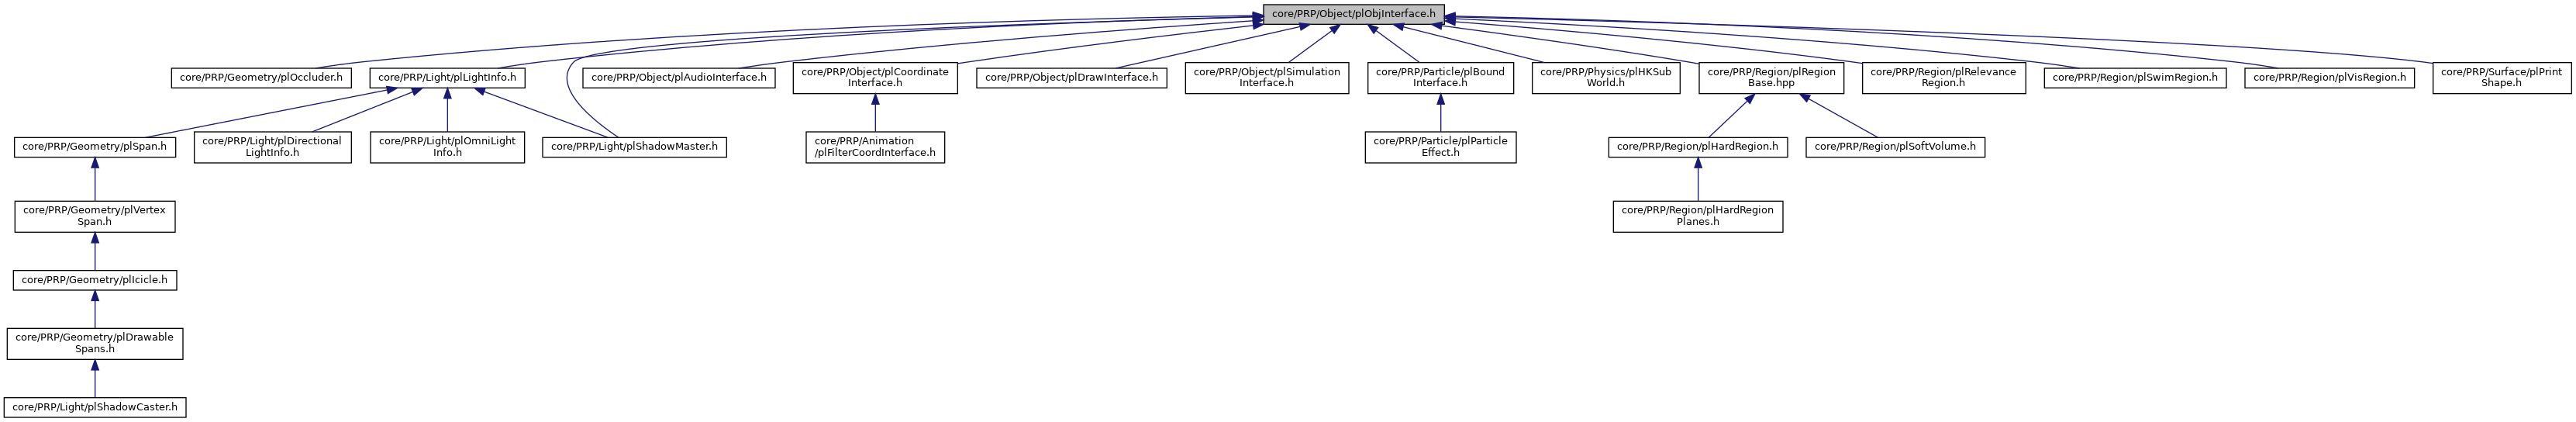 core/PRP/Object/plObjInterface.h
core/PRP/Geometry/plOccluder.h
core/PRP/Light/plLightInfo.h
core/PRP/Object/plAudioInterface.h
core/PRP/Object/plCoordinate
Interface.h
core/PRP/Object/plDrawInterface.h
core/PRP/Object/plSimulation
Interface.h
core/PRP/Particle/plBound
Interface.h
core/PRP/Physics/plHKSub
World.h
core/PRP/Region/plRegion
Base.hpp
core/PRP/Region/plRelevance
Region.h
core/PRP/Region/plSwimRegion.h
core/PRP/Region/plVisRegion.h
core/PRP/Surface/plPrint
Shape.h
core/PRP/Geometry/plSpan.h
core/PRP/Light/plDirectional
LightInfo.h
core/PRP/Light/plOmniLight
Info.h
core/PRP/Light/plShadowMaster.h
core/PRP/Animation
/plFilterCoordInterface.h
core/PRP/Particle/plParticle
Effect.h
core/PRP/Region/plHardRegion.h
core/PRP/Region/plSoftVolume.h
core/PRP/Geometry/plVertex
Span.h
core/PRP/Region/plHardRegion
Planes.h
core/PRP/Geometry/plIcicle.h
core/PRP/Geometry/plDrawable
Spans.h
core/PRP/Light/plShadowCaster.h